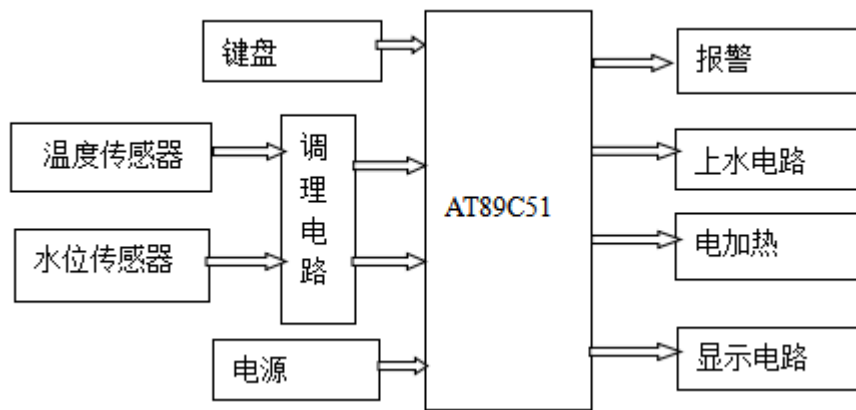 键盘
温度传感器
水位传感器
调理电路
电源
AT89C51
报警
上水电路
电加热
显示电路